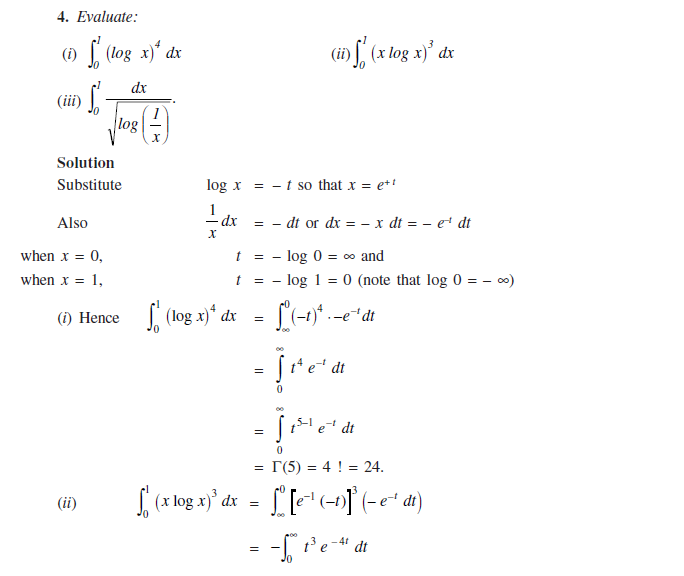 4. Evaluate:
(i) ∫₀¹ (log x)⁴ dx (ii) ∫₀¹ (x log x)³ dx
(iii) ∫₀¹ dx / √(log (1/x)).
Solution
Substitute log x = – t so that x = e⁺ᵗ
Also 1/x dx = – dt or dx = – x dt = – e⁻ᵗ dt
when x = 0, t = – log 0 = ∞ and
when x = 1, t = – log 1 = 0 (note that log 0 = – ∞)
(i) Hence ∫₀¹ (log x)⁴ dx = ∫_∞⁰ (–t)⁴ · –e⁻ᵗ dt
= ∫₀^∞ t⁴ e⁻ᵗ dt
= ∫₀^∞ t⁵⁻¹ e⁻ᵗ dt
= Γ(5) = 4 ! = 24.
(ii) ∫₀¹ (x log x)³ dx = ∫_∞⁰ [e⁻¹ (–t)]³ (– e⁻ᵗ dt)
= –∫₀^∞ t³ e⁻⁴ᵗ dt